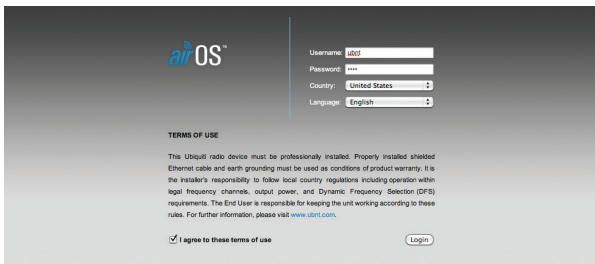 airOS™
Username: ubnt
Password: ••••
Country: United States
Language: English
TERMS OF USE
This Ubiquiti radio device must be professionally installed. Properly installed shielded
Ethernet cable and earth grounding must be used as conditions of product warranty. It is
the installer's responsibility to follow local country regulations including operation within
legal frequency channels, output power, and Dynamic Frequency Selection (DFS)
requirements. The End User is responsible for keeping the unit working according to these
rules. For further information, please visit www.ubnt.com.
I agree to these terms of use
Login